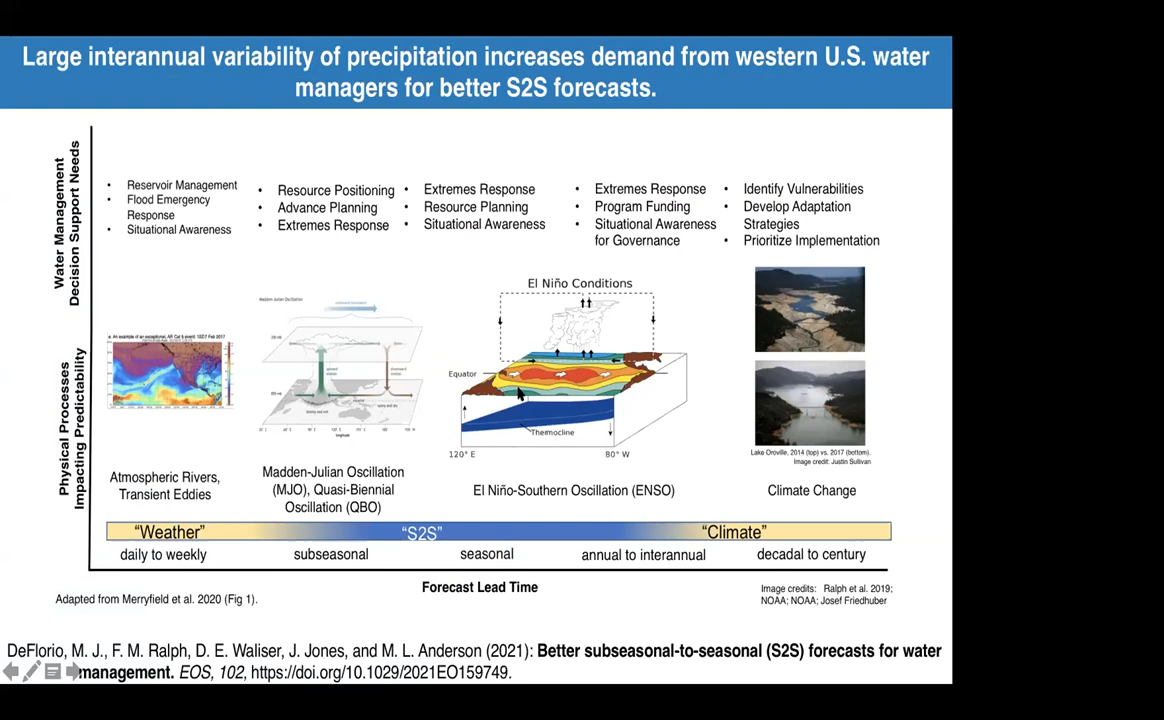 Large interannual variability of precipitation increases demand from western U.S. water
managers for better S2S forecasts.
Water Management
Decision Support Needs
• Reservoir Management
• Flood Emergency
Response
• Situational Awareness
• Resource Positioning
• Advance Planning
• Extremes Response
• Extremes Response
• Resource Planning
• Situational Awareness
• Extremes Response
• Program Funding
• Situational Awareness
for Governance
• Identify Vulnerabilities
• Develop Adaptation
Strategies
• Prioritize Implementation
Physical Processes
Impacting Predictability
Madden-Julian Oscillation
El Niño Conditions
Equator
Thermocline
120° E
80° W
Lake Oroville, 2014 (top) vs. 2017 (bottom).
Image credit: Justin Sullivan
Atmospheric Rivers,
Transient Eddies
Madden-Julian Oscillation
(MJO), Quasi-Biennial
Oscillation (QBO)
El Niño-Southern Oscillation (ENSO)
Climate Change
“Weather”
“S2S”
“Climate”
daily to weekly
subseasonal
seasonal
annual to interannual
decadal to century
Forecast Lead Time
Adapted from Merryfield et al. 2020 (Fig 1).
Image credits: Ralph et al. 2019;
NOAA; NOAA; Josef Friedhuber
DeFlorio, M. J., F. M. Ralph, D. E. Waliser, J. Jones, and M. L. Anderson (2021): Better subseasonal-to-seasonal (S2S) forecasts for water
management. EOS, 102, https://doi.org/10.1029/2021EO159749.